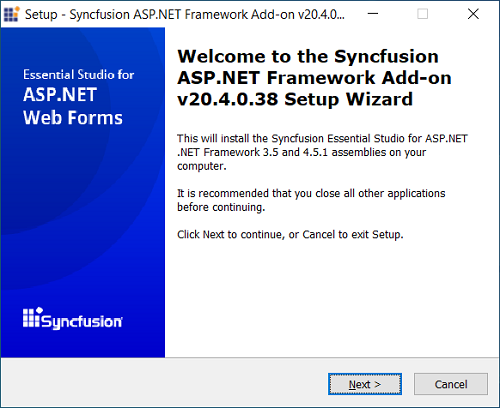 Setup - Syncfusion ASP.NET Framework Add-on v20.4.0...
Essential Studio for
ASP.NET
Web Forms
Syncfusion
Welcome to the Syncfusion
ASP.NET Framework Add-on
v20.4.0.38 Setup Wizard
This will install the Syncfusion Essential Studio for ASP.NET
.NET Framework 3.5 and 4.5.1 assemblies on your
computer.
It is recommended that you close all other applications
before continuing.
Click Next to continue, or Cancel to exit Setup.
Next >
Cancel